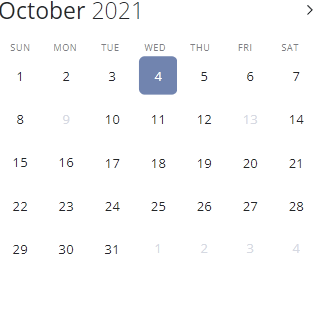 October 2021 >
SUN MON TUE WED THU FRI SAT
1 2 3 4 5 6 7
8 9 10 11 12 13 14
15 16 17 18 19 20 21
22 23 24 25 26 27 28
29 30 31 1 2 3 4